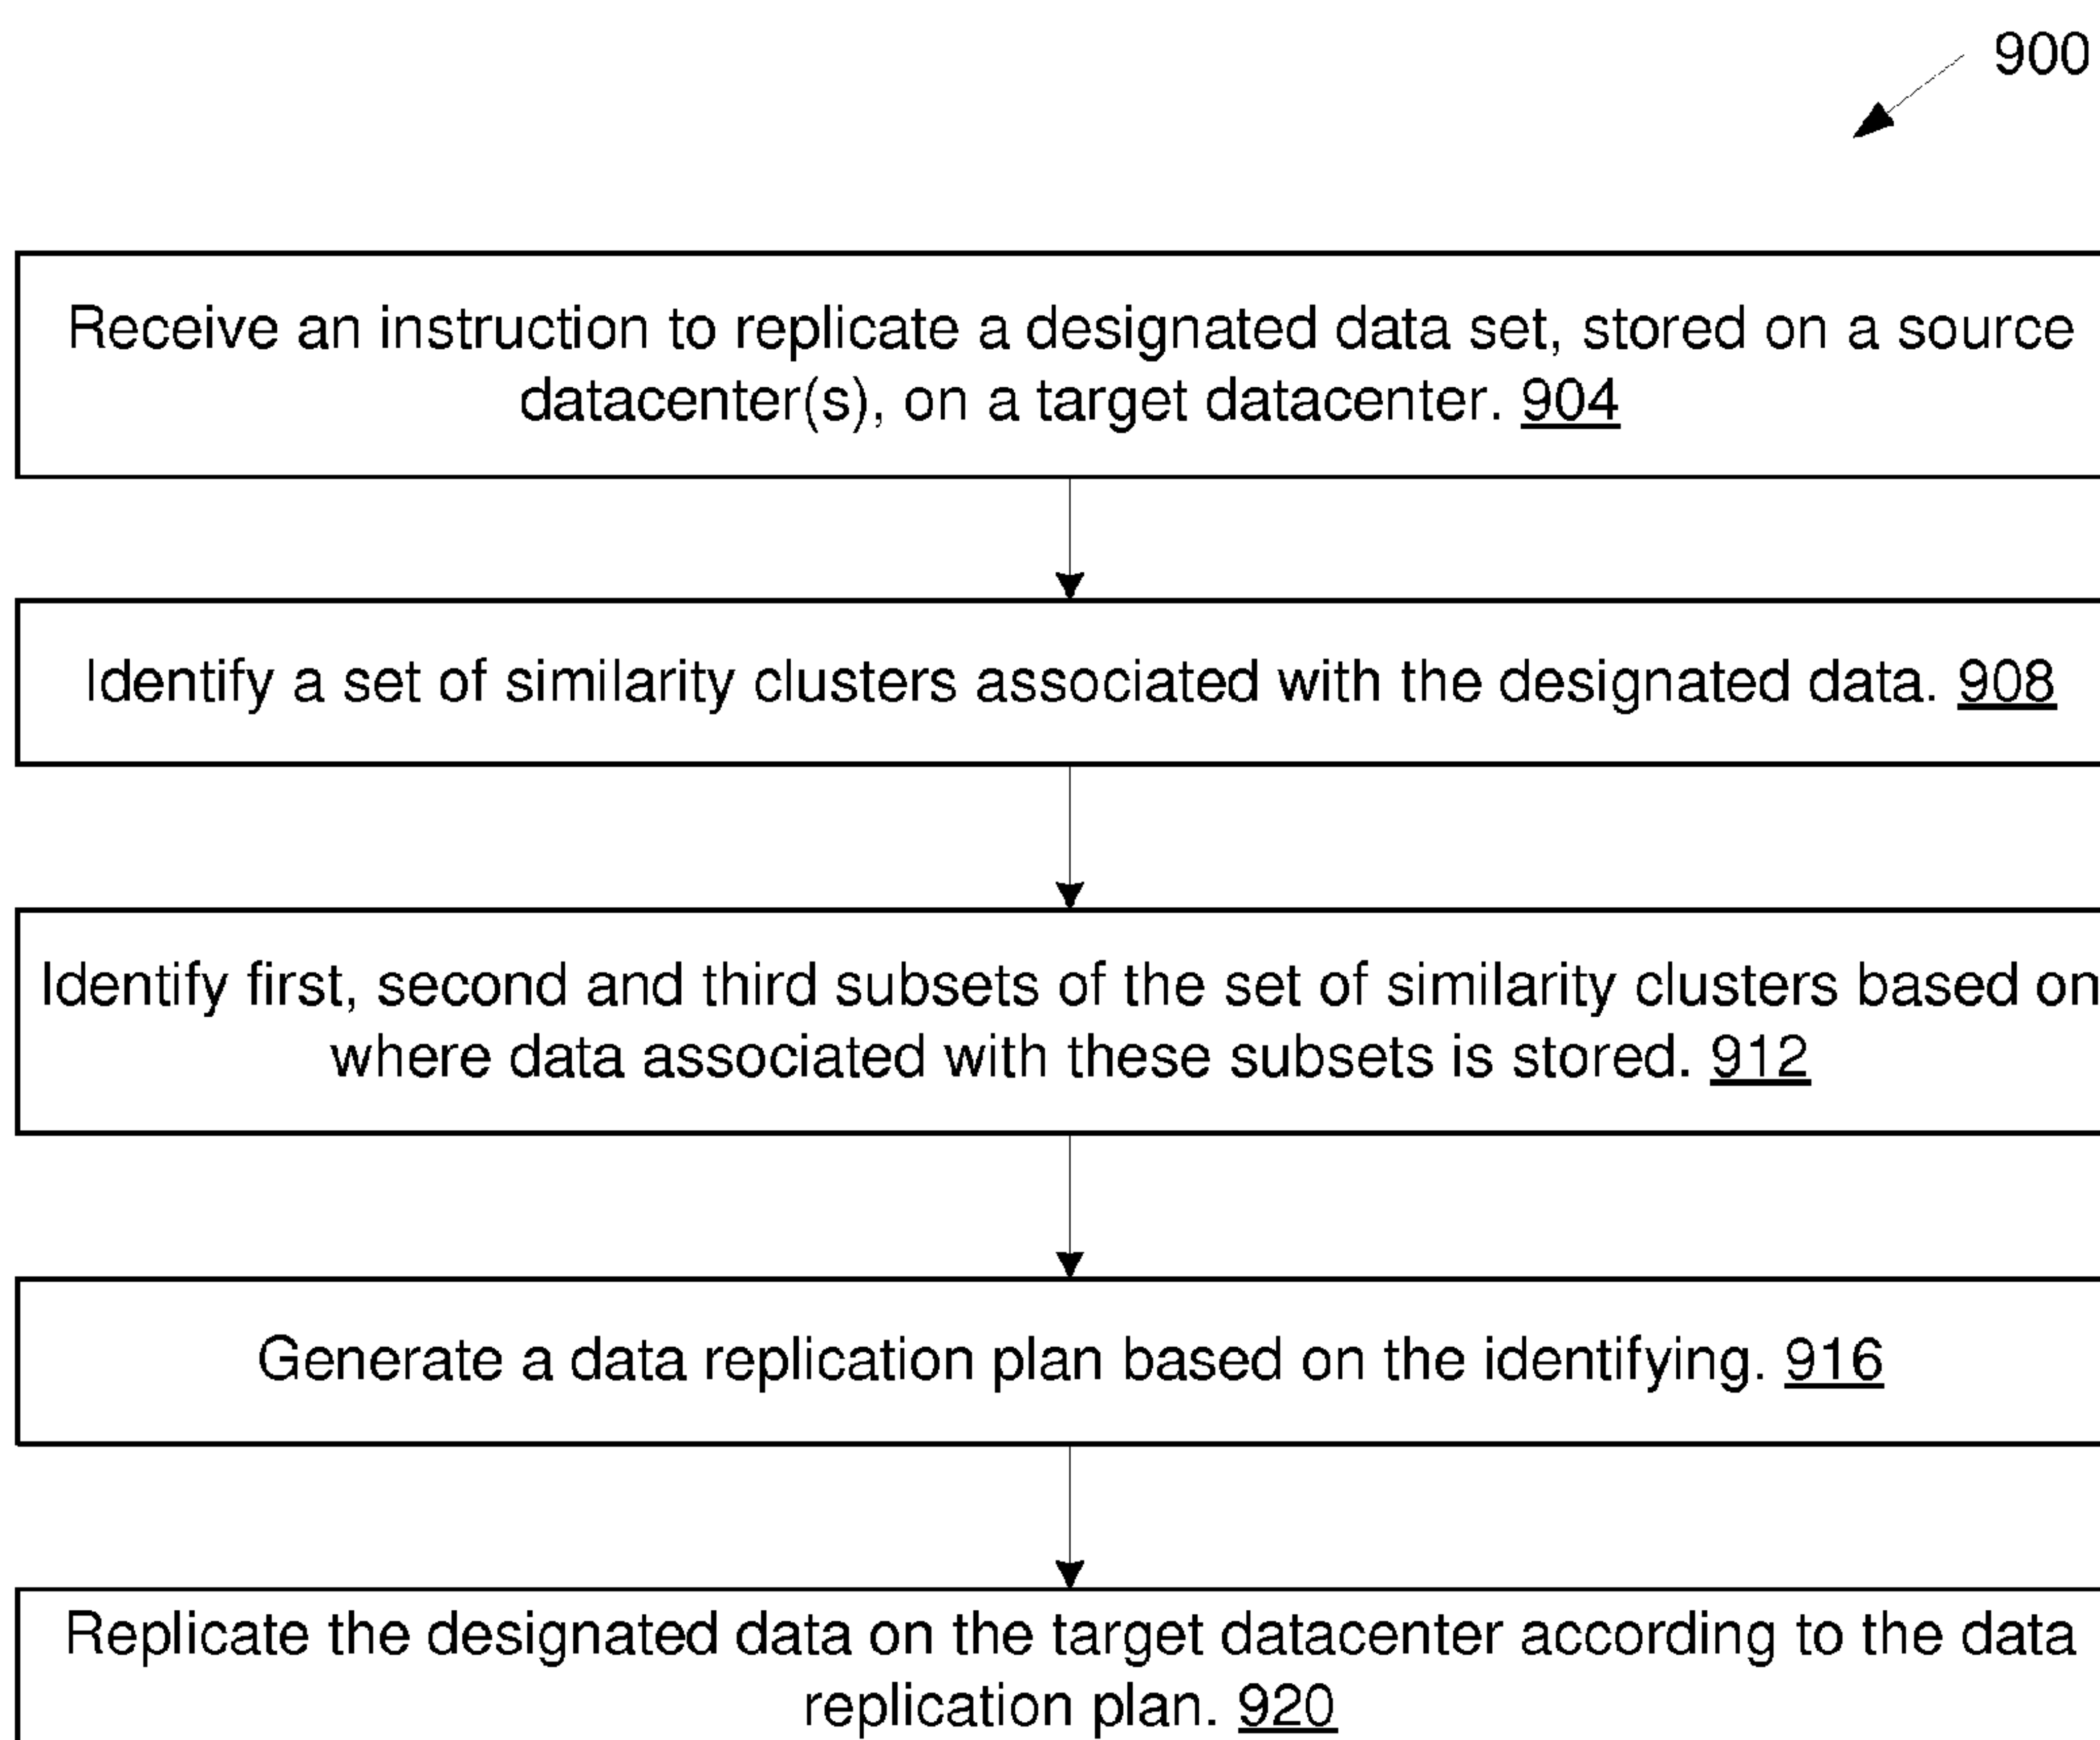 900
Receive an instruction to replicate a designated data set, stored on a source
datacenter(s), on a target datacenter. 904
Identify a set of similarity clusters associated with the designated data. 908
Identify first, second and third subsets of the set of similarity clusters based on
where data associated with these subsets is stored. 912
Generate a data replication plan based on the identifying. 916
Replicate the designated data on the target datacenter according to the data
replication plan. 920